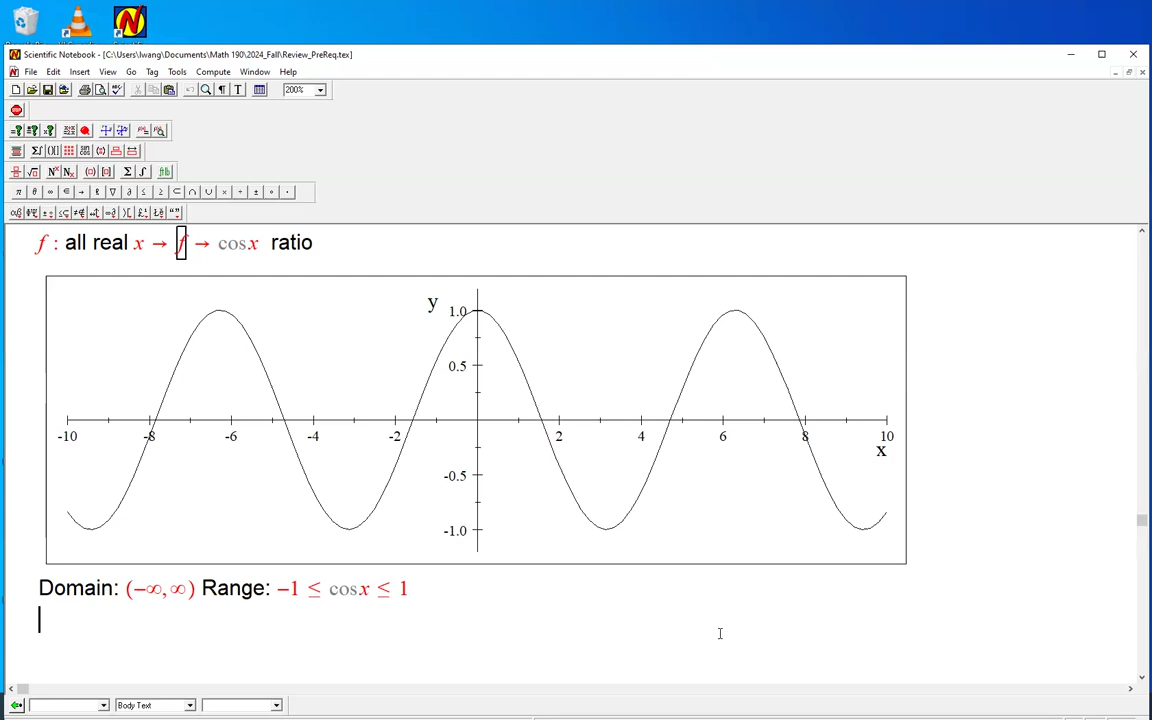 Scientific Notebook - [C:\Users\lwang\Documents\Math 190\2024_Fall\Review_PreReq.tex]
File Edit Insert View Go Tag Tools Compute Window Help
200%
π θ ∞ ∈ → ∇ ∂ ≤ ≥ ⊂ ∩ ∪ × ÷ ± ∘ ·
f : all real x → f → cos x ratio
y
1.0
0.5
-10 -8 -6 -4 -2 2 4 6 8 10
x
-0.5
-1.0
Domain: (−∞, ∞) Range: −1 ≤ cos x ≤ 1
Body Text